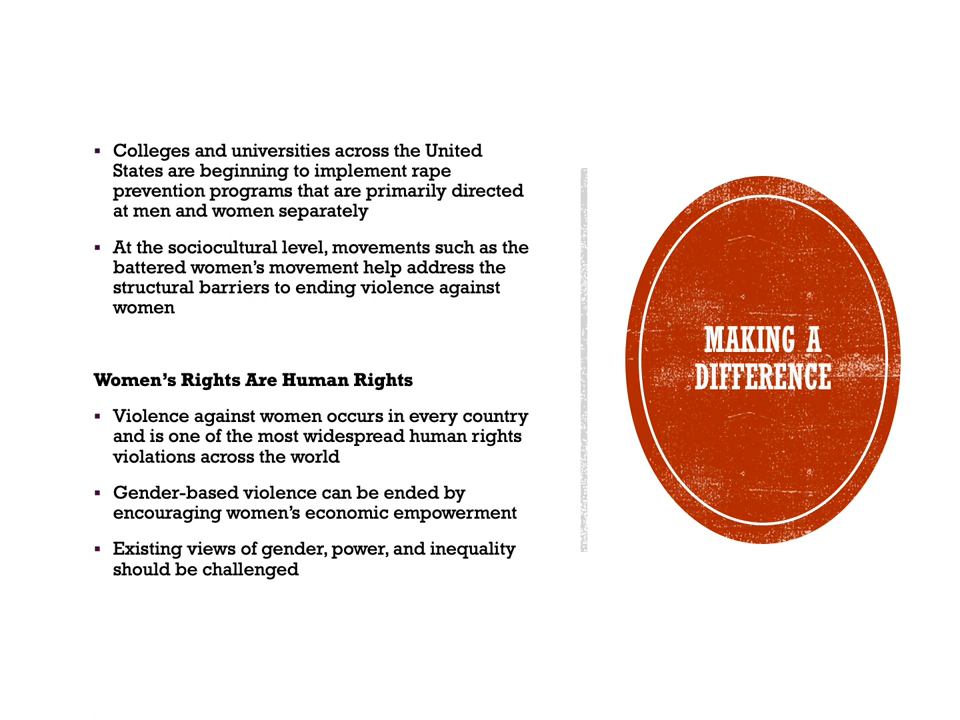 ▪ Colleges and universities across the United
States are beginning to implement rape
prevention programs that are primarily directed
at men and women separately
▪ At the sociocultural level, movements such as the
battered women’s movement help address the
structural barriers to ending violence against
women
Women’s Rights Are Human Rights
▪ Violence against women occurs in every country
and is one of the most widespread human rights
violations across the world
▪ Gender-based violence can be ended by
encouraging women’s economic empowerment
▪ Existing views of gender, power, and inequality
should be challenged
MAKING A
DIFFERENCE